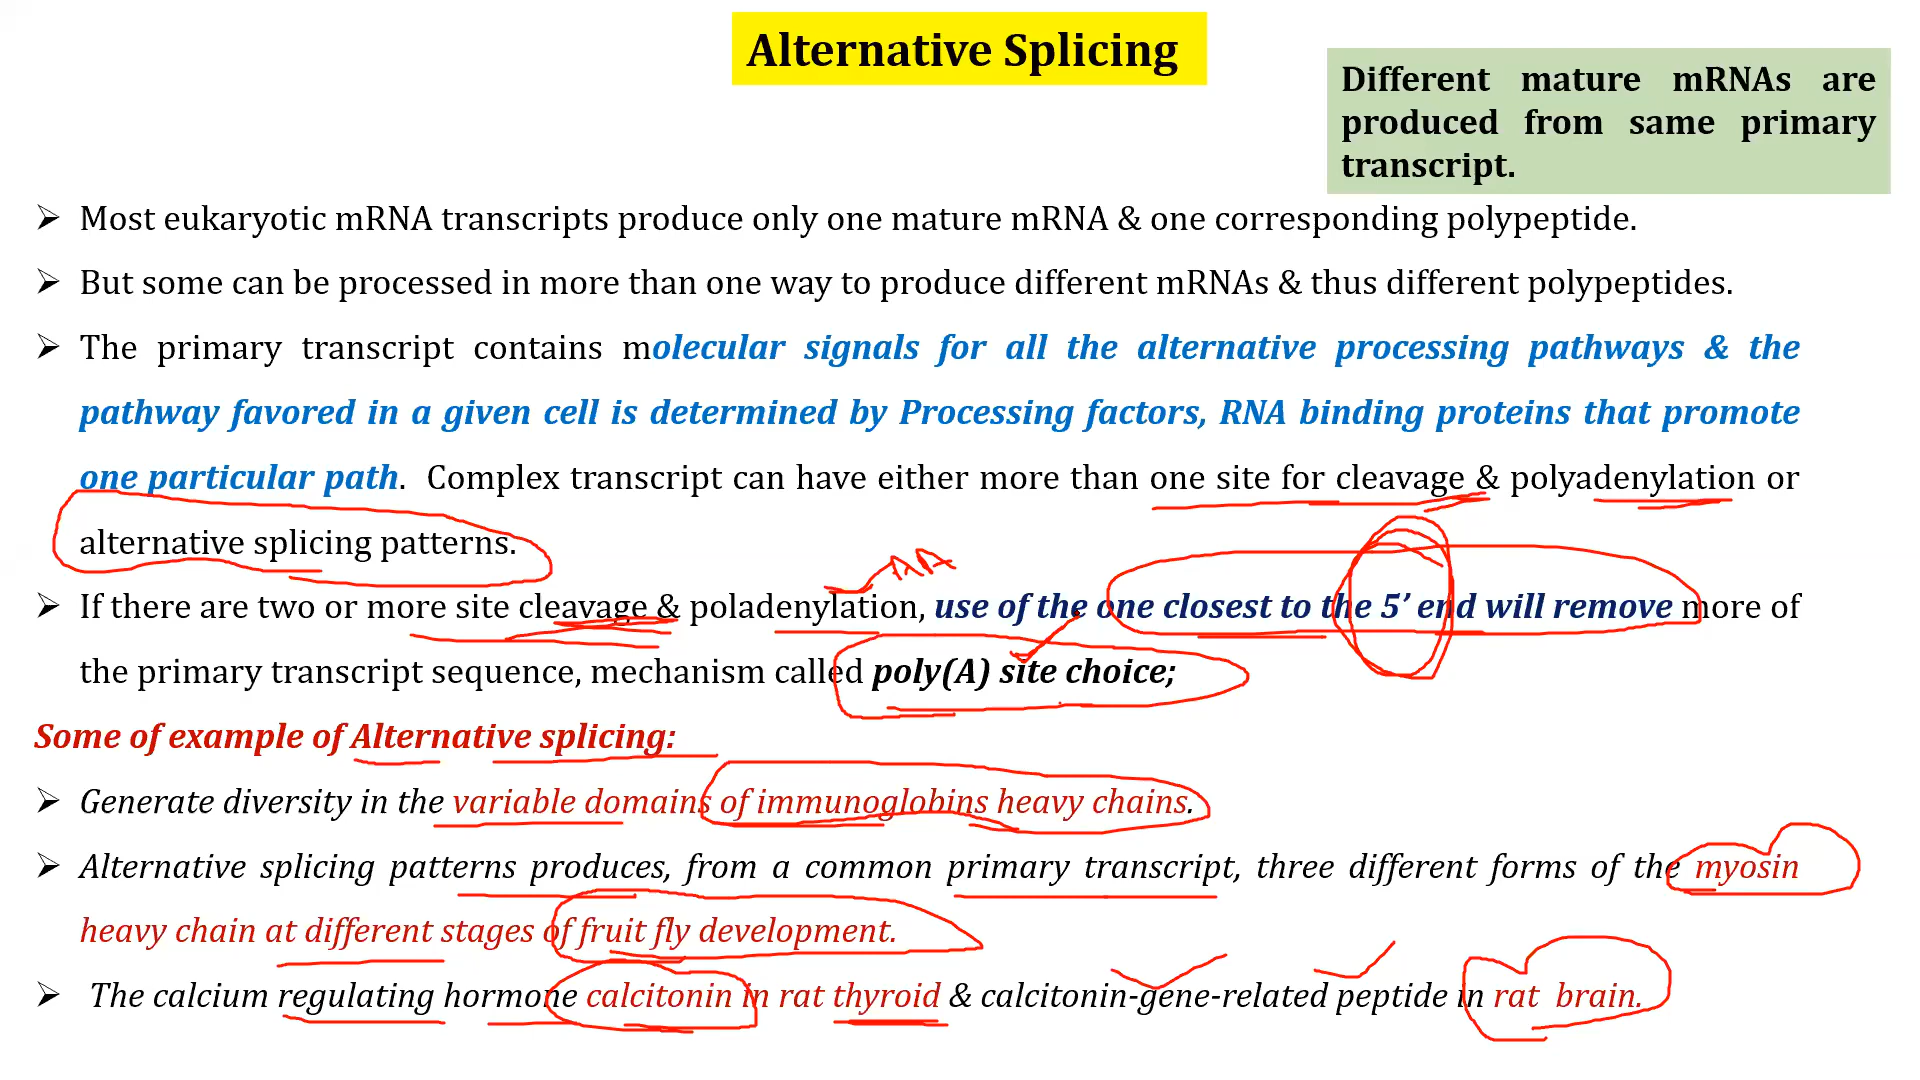 Alternative Splicing
Different mature mRNAs are
produced from same primary
transcript.
➢ Most eukaryotic mRNA transcripts produce only one mature mRNA & one corresponding polypeptide.
➢ But some can be processed in more than one way to produce different mRNAs & thus different polypeptides.
➢ The primary transcript contains molecular signals for all the alternative processing pathways & the
pathway favored in a given cell is determined by Processing factors, RNA binding proteins that promote
one particular path. Complex transcript can have either more than one site for cleavage & polyadenylation or
alternative splicing patterns.
AAA
➢ If there are two or more site cleavage & poladenylation, use of the one closest to the 5’ end will remove more of
the primary transcript sequence, mechanism called poly(A) site choice;
Some of example of Alternative splicing:
➢ Generate diversity in the variable domains of immunoglobins heavy chains.
➢ Alternative splicing patterns produces, from a common primary transcript, three different forms of the myosin
heavy chain at different stages of fruit fly development.
➢ The calcium regulating hormone calcitonin in rat thyroid & calcitonin-gene-related peptide in rat brain.